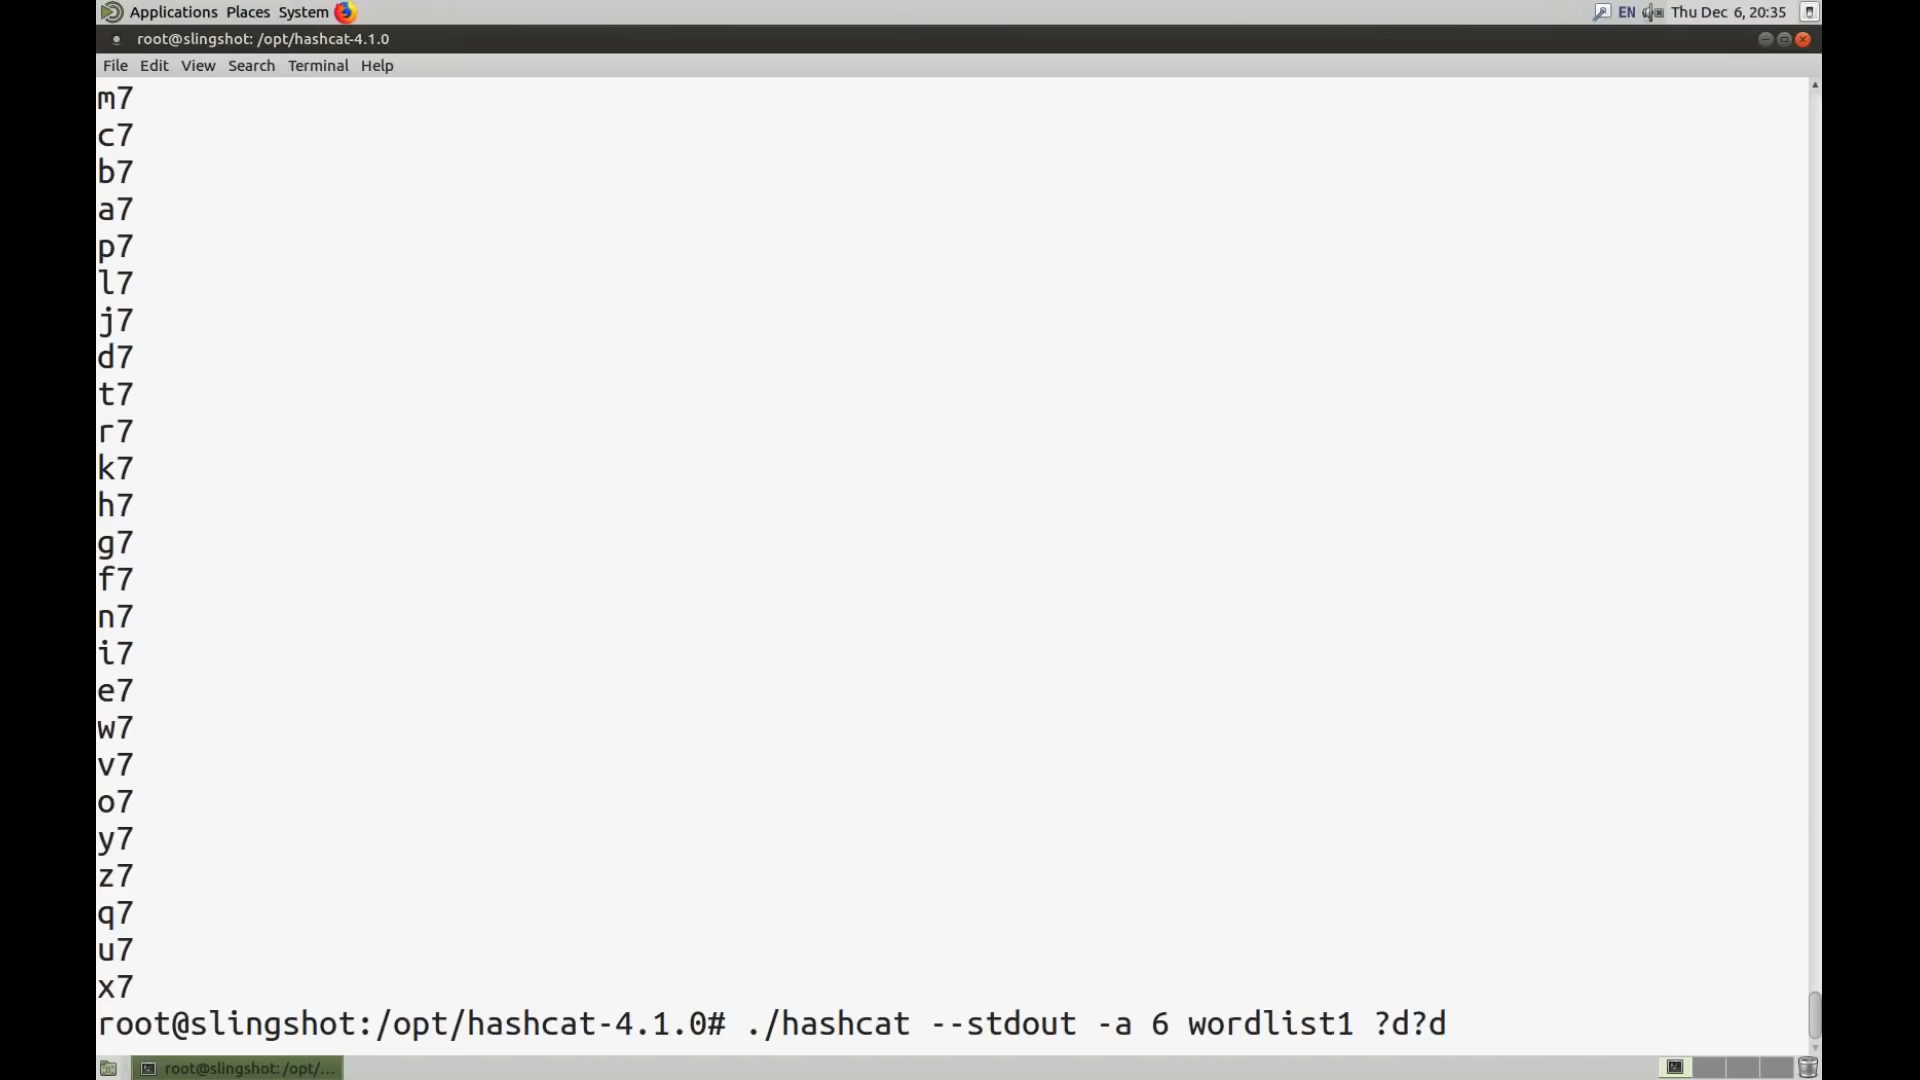 Applications Places System EN Thu Dec 6, 20:35
root@slingshot: /opt/hashcat-4.1.0
File Edit View Search Terminal Help
m7
c7
b7
a7
p7
l7
j7
d7
t7
r7
k7
h7
g7
f7
n7
i7
e7
w7
v7
o7
y7
z7
q7
u7
x7
root@slingshot:/opt/hashcat-4.1.0# ./hashcat --stdout -a 6 wordlist1 ?d?d
root@slingshot: /opt/...